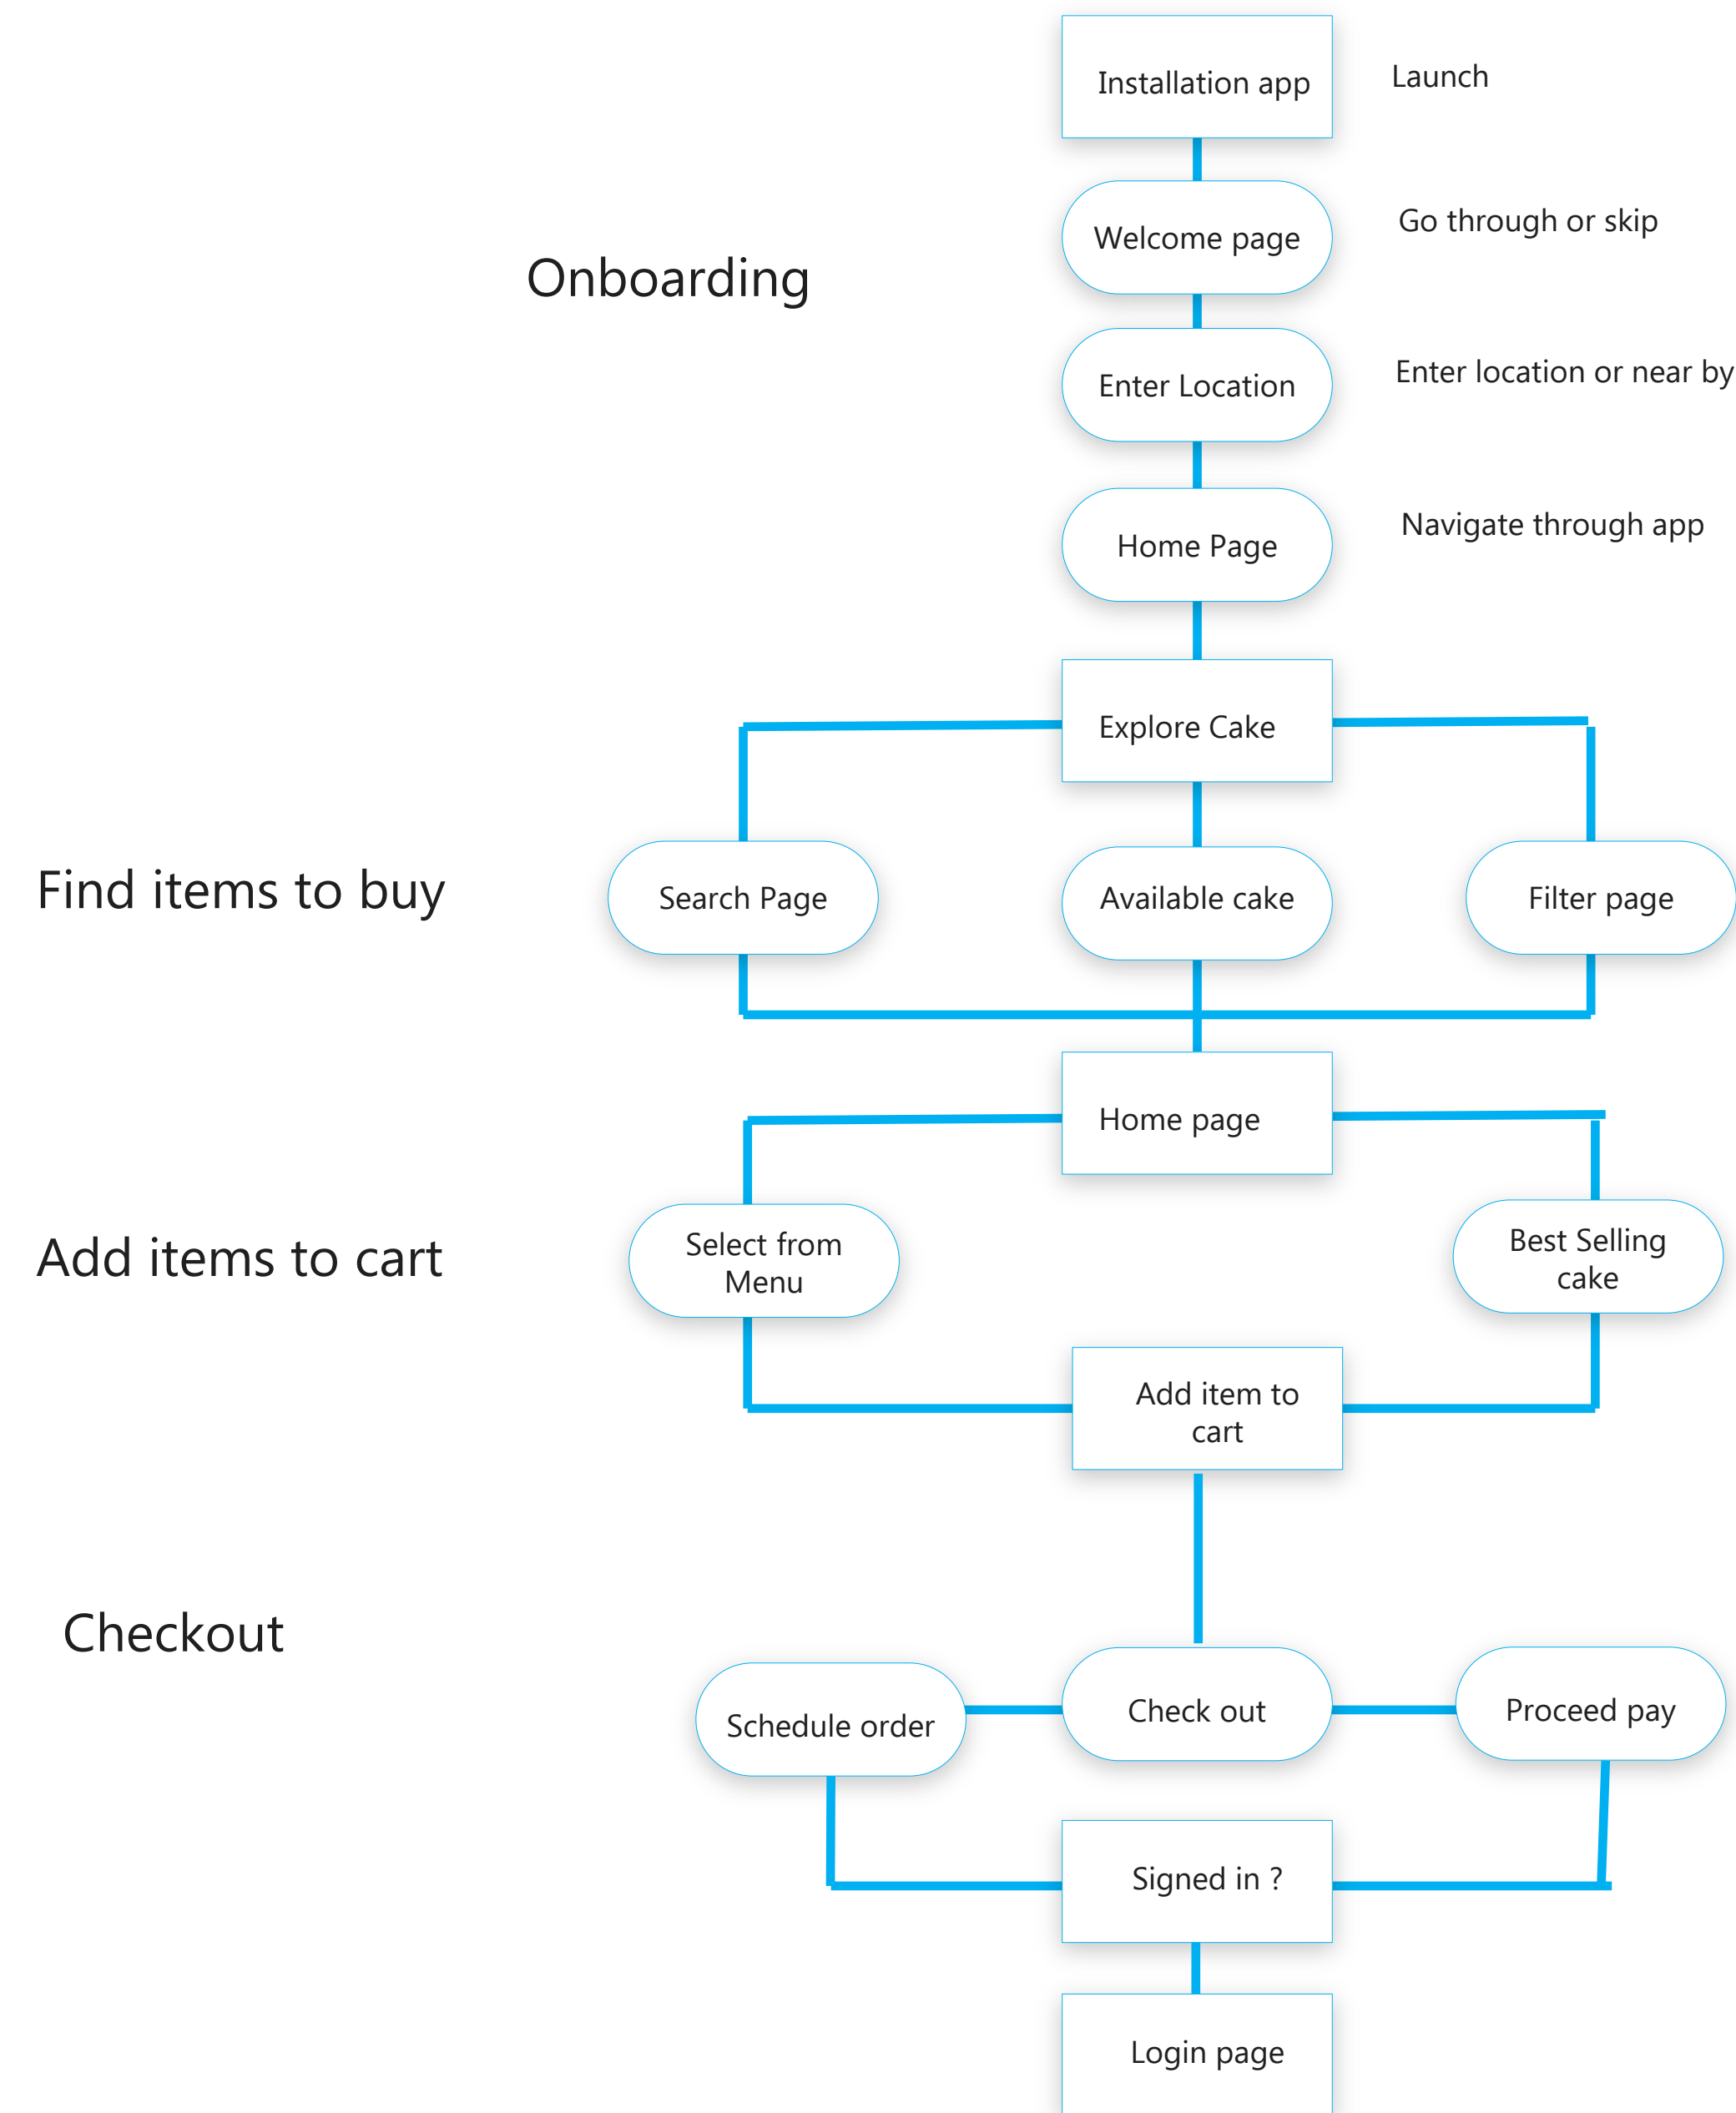 Installation app
Launch
Welcome page
Go through or skip
Onboarding
Enter Location
Enter location or near by
Home Page
Navigate through app
Explore Cake
Find items to buy
Search Page
Available cake
Filter page
Home page
Add items to cart
Select from
Menu
Best Selling
cake
Add item to
cart
Checkout
Schedule order
Check out
Proceed pay
Signed in ?
Login page